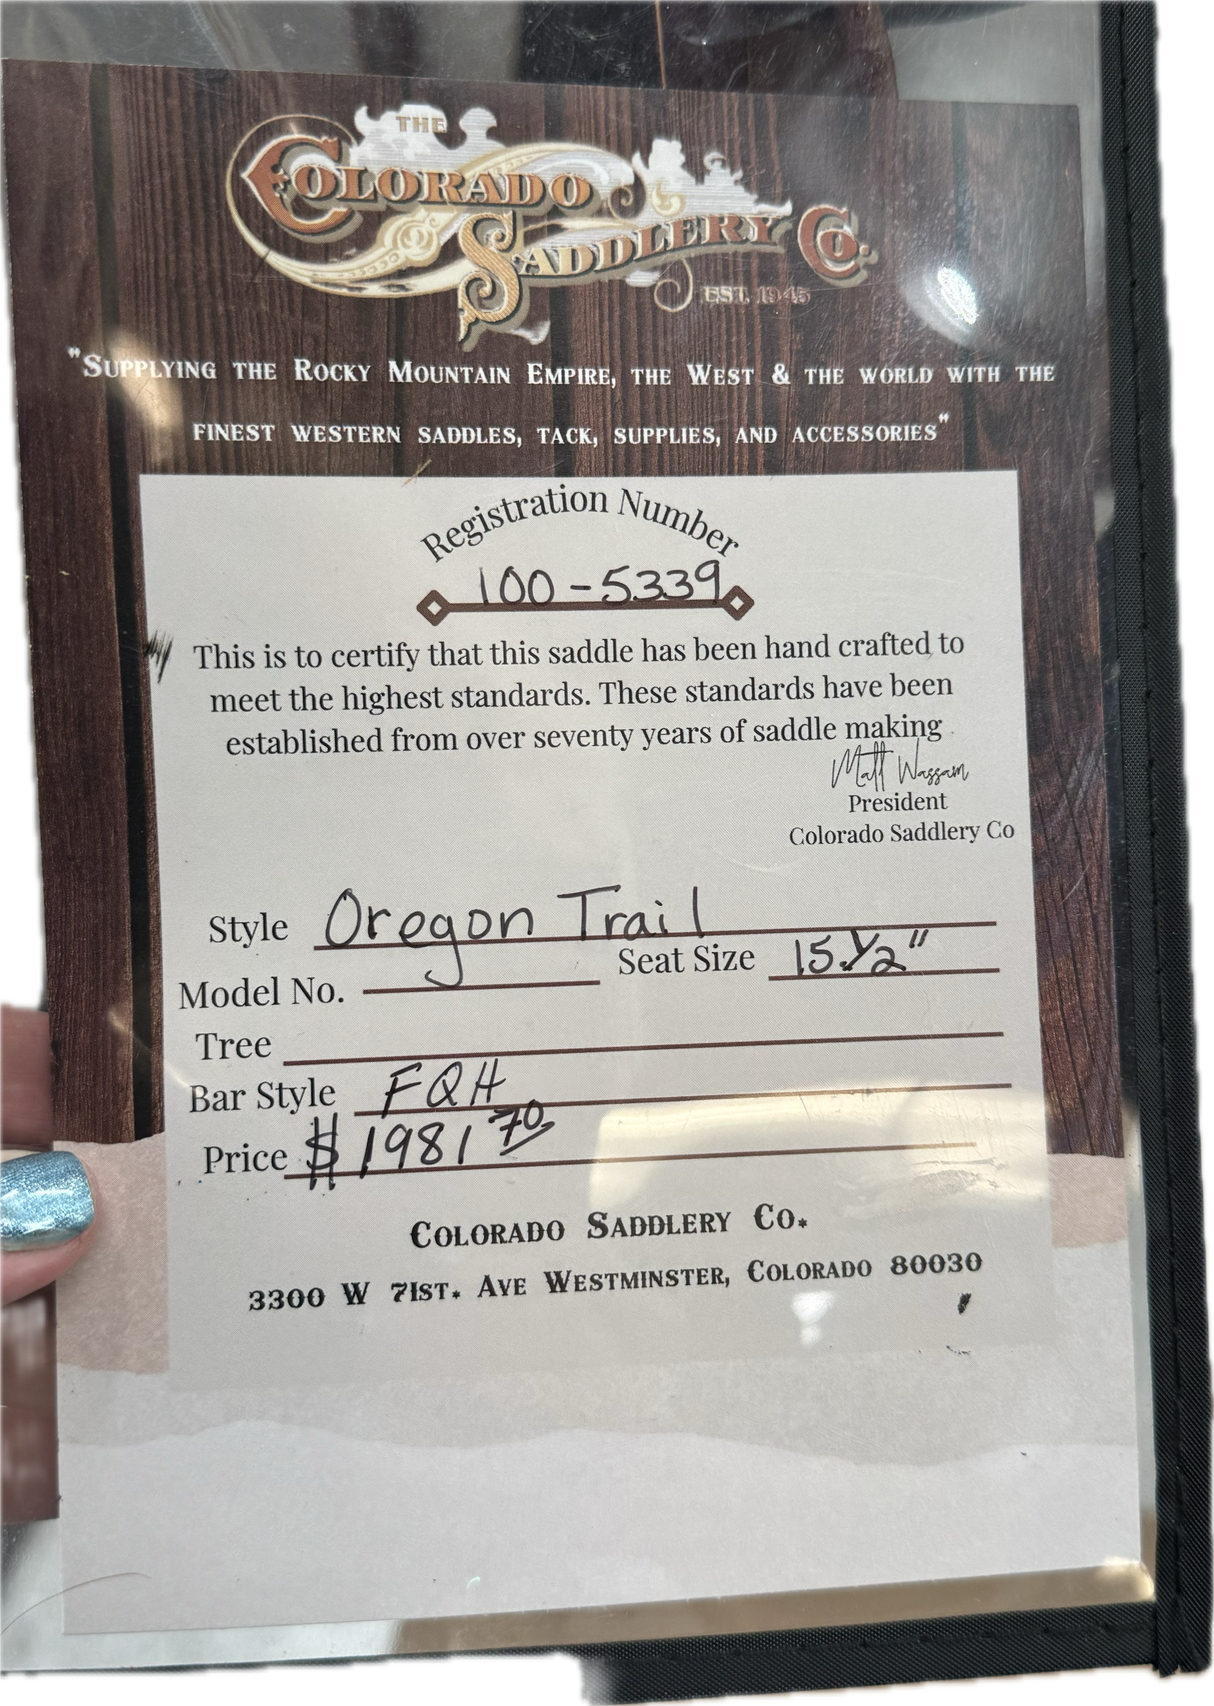 THE
COLORADO
SADDLERY CO.
EST. 1945
"SUPPLYING THE ROCKY MOUNTAIN EMPIRE, THE WEST & THE WORLD WITH THE
FINEST WESTERN SADDLES, TACK, SUPPLIES, AND ACCESSORIES"
Registration Number
100-5339
This is to certify that this saddle has been hand crafted to
meet the highest standards. These standards have been
established from over seventy years of saddle making
Matt Wassam
President
Colorado Saddlery Co
Style Oregon Trail
Seat Size 15.1/2"
Model No.
Tree
Bar Style FQH
Price $1981 70
COLORADO SADDLERY CO.
3300 W 71ST. AVE WESTMINSTER, COLORADO 80030